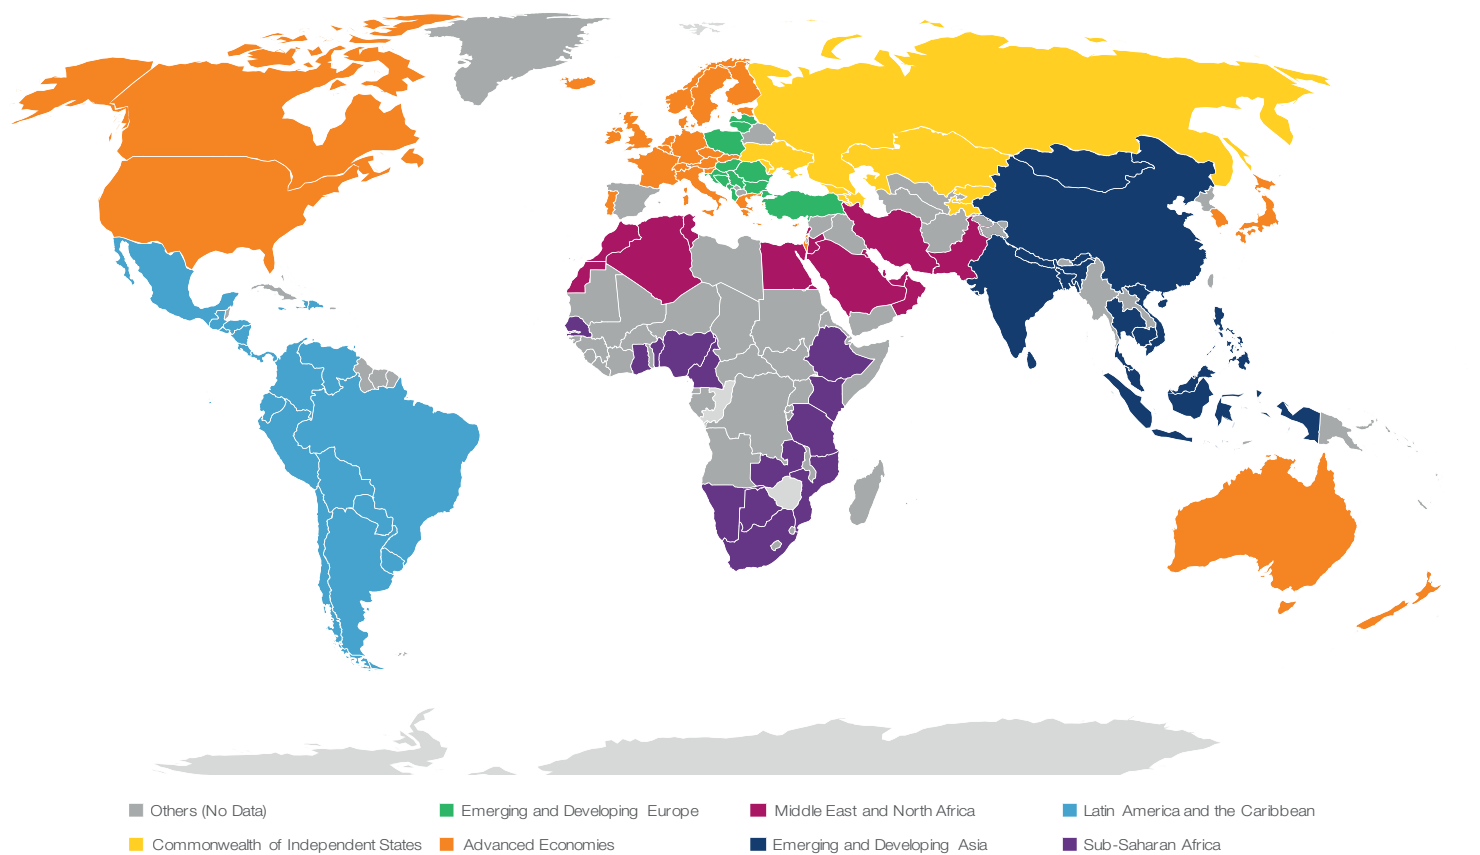 Others (No Data) Emerging and Developing Europe Middle East and North Africa Latin America and the Caribbean
Commonwealth of Independent States Advanced Economies Emerging and Developing Asia Sub-Saharan Africa